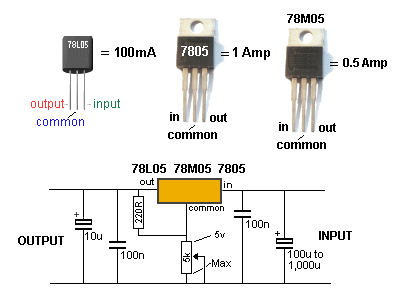 78L05
= 100mA
output
input
common
7805
= 1 Amp
in
out
common
78M05
= 0.5 Amp
in
out
common
78L05 78M05 7805
out
in
common
220R
+
10u
100n
OUTPUT
5v
5k
Max
100n
+
100u to
1,000u
INPUT